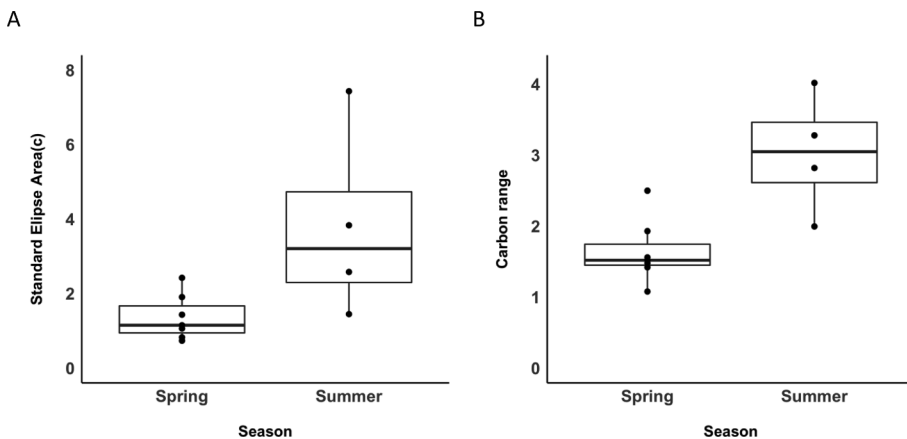 A
B
Standard Elipse Area(c)
8
6
4
2
0
Spring
Summer
Season
Carbon range
4
3
2
1
0
Spring
Summer
Season